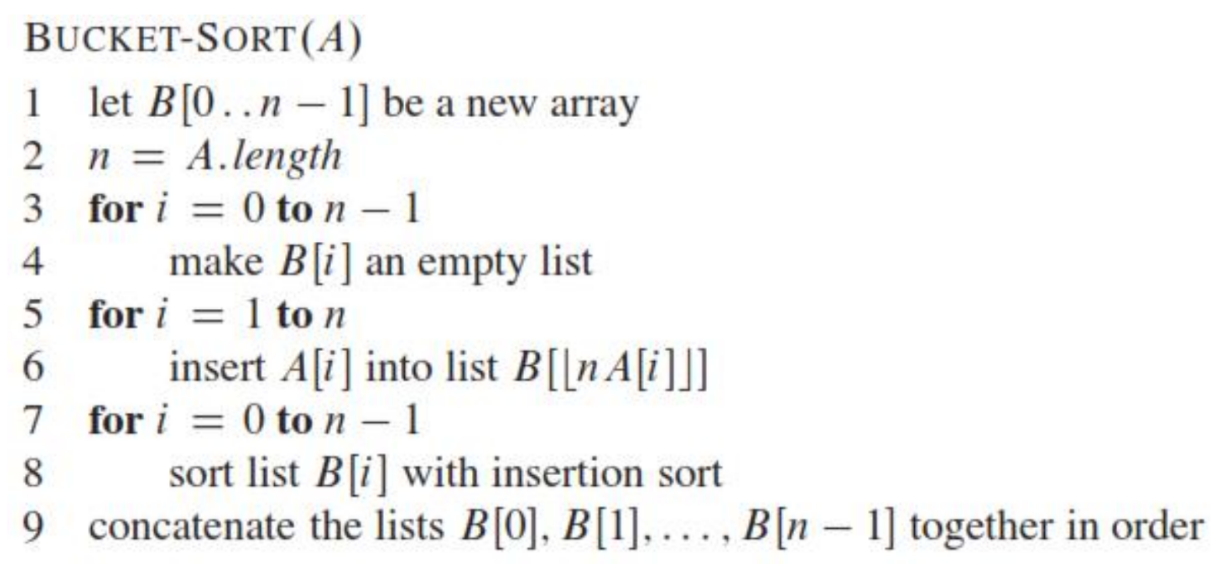 BUCKET-SORT(A)
1 let B[0..n − 1] be a new array
2 n = A.length
3 for i = 0 to n − 1
4 make B[i] an empty list
5 for i = 1 to n
6 insert A[i] into list B[⌊nA[i]⌋]
7 for i = 0 to n − 1
8 sort list B[i] with insertion sort
9 concatenate the lists B[0], B[1], . . . , B[n − 1] together in order